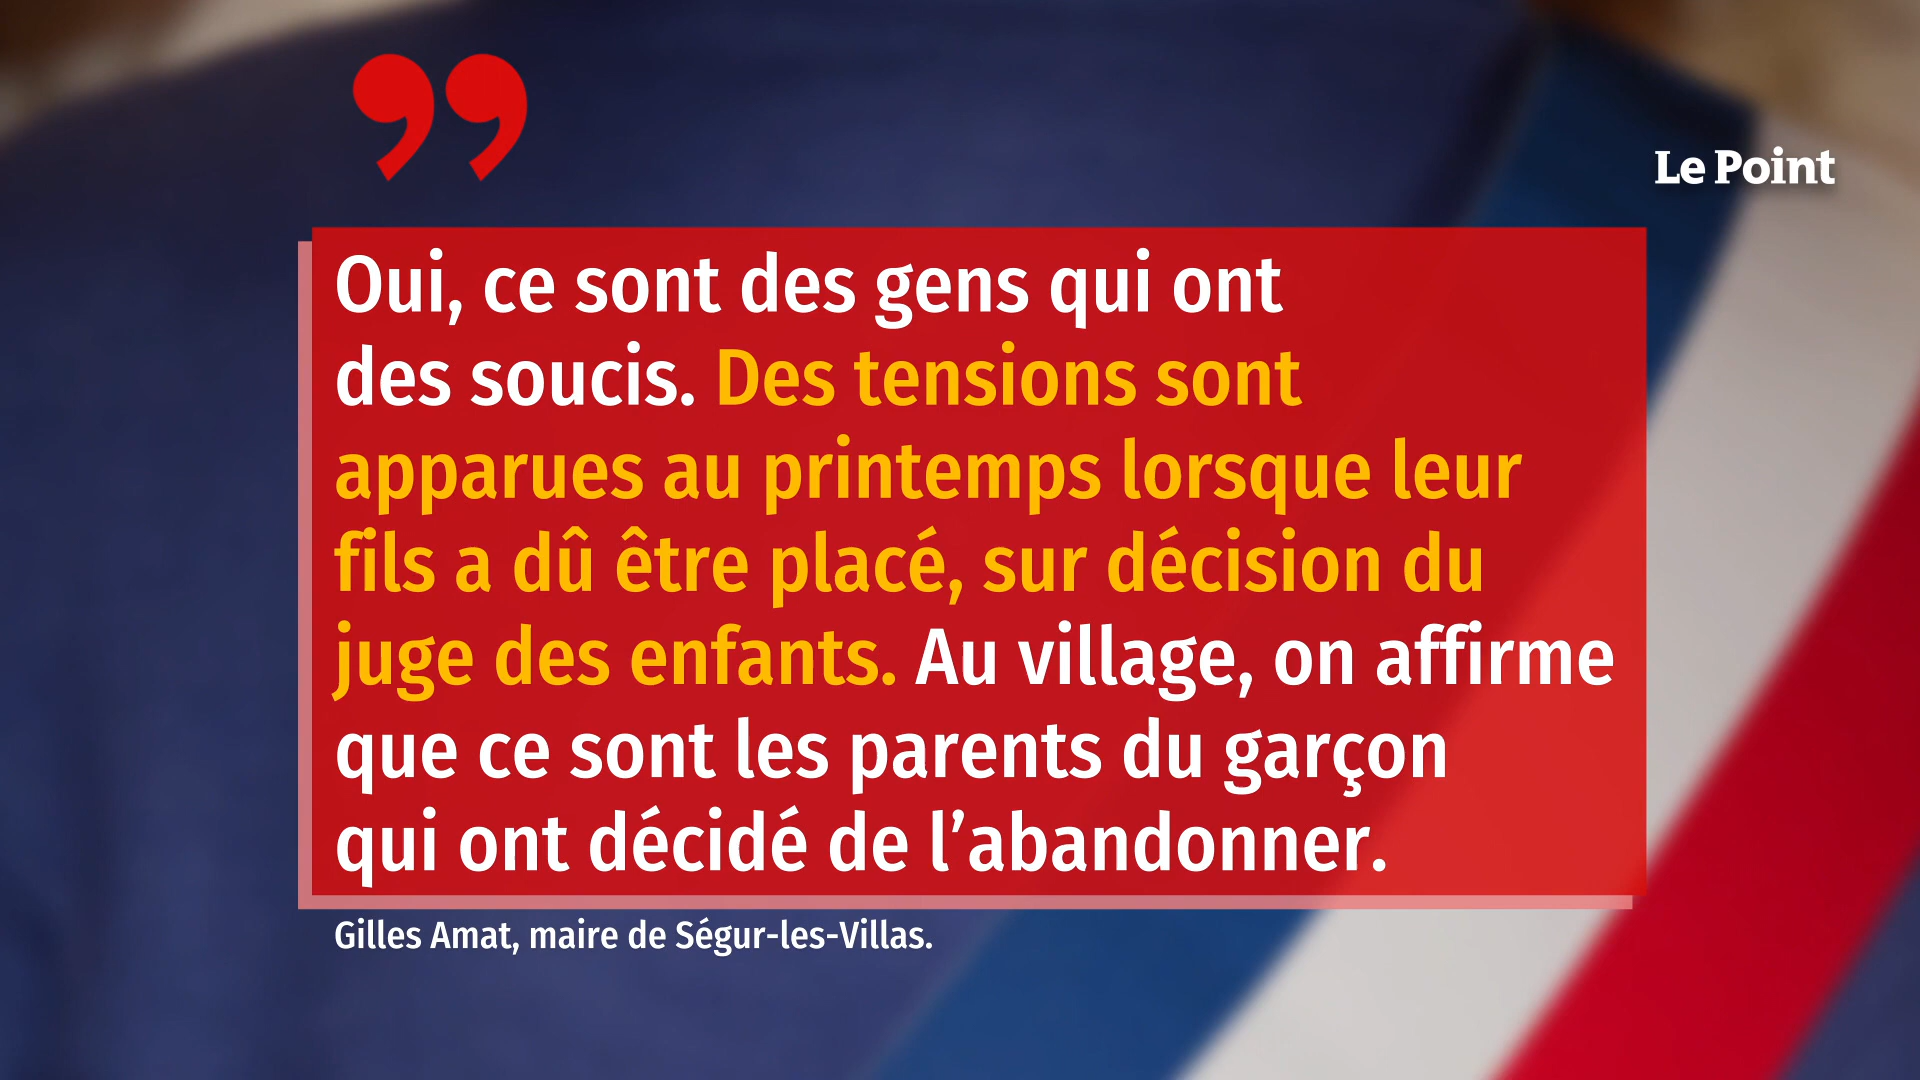 ”
Le Point
Oui, ce sont des gens qui ont
des soucis. Des tensions sont
apparues au printemps lorsque leur
fils a dû être placé, sur décision du
juge des enfants. Au village, on affirme
que ce sont les parents du garçon
qui ont décidé de l’abandonner.
Gilles Amat, maire de Ségur-les-Villas.